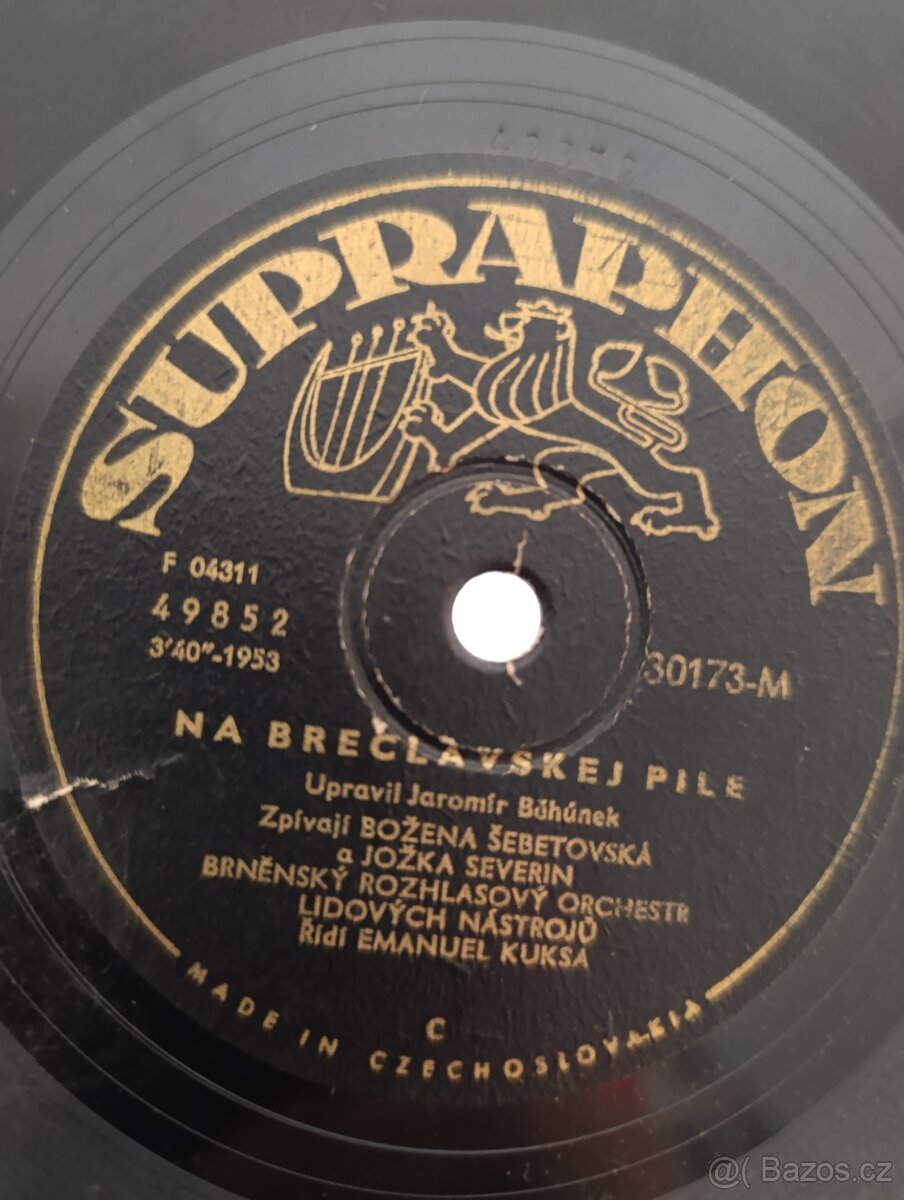 SUPRAPHON
F 04311
49852
3'40"-1953
30173-M
NA BREČLAVSKEJ PILE
Upravil Jaromír Běhúnek
Zpívají BOŽENA ŠEBETOVSKÁ
a JOŽKA SEVERIN
BRNĚNSKÝ ROZHLASOVÝ ORCHESTR
LIDOVÝCH NÁSTROJŮ
Řídí EMANUEL KUKSA
C
MADE IN CZECHOSLOVAKIA
Bazos.cz